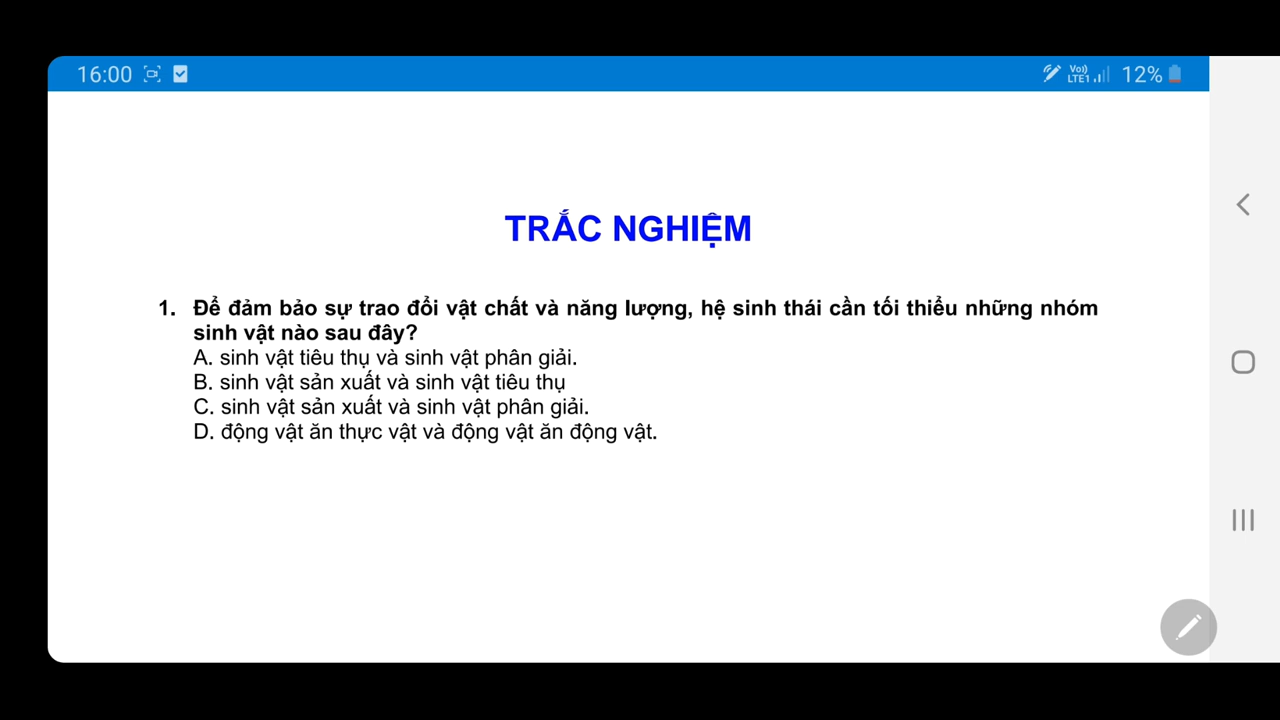 16:00 Vo)) LTE1 12%
TRẮC NGHIỆM
1. Để đảm bảo sự trao đổi vật chất và năng lượng, hệ sinh thái cần tối thiểu những nhóm
sinh vật nào sau đây?
A. sinh vật tiêu thụ và sinh vật phân giải.
B. sinh vật sản xuất và sinh vật tiêu thụ
C. sinh vật sản xuất và sinh vật phân giải.
D. động vật ăn thực vật và động vật ăn động vật.